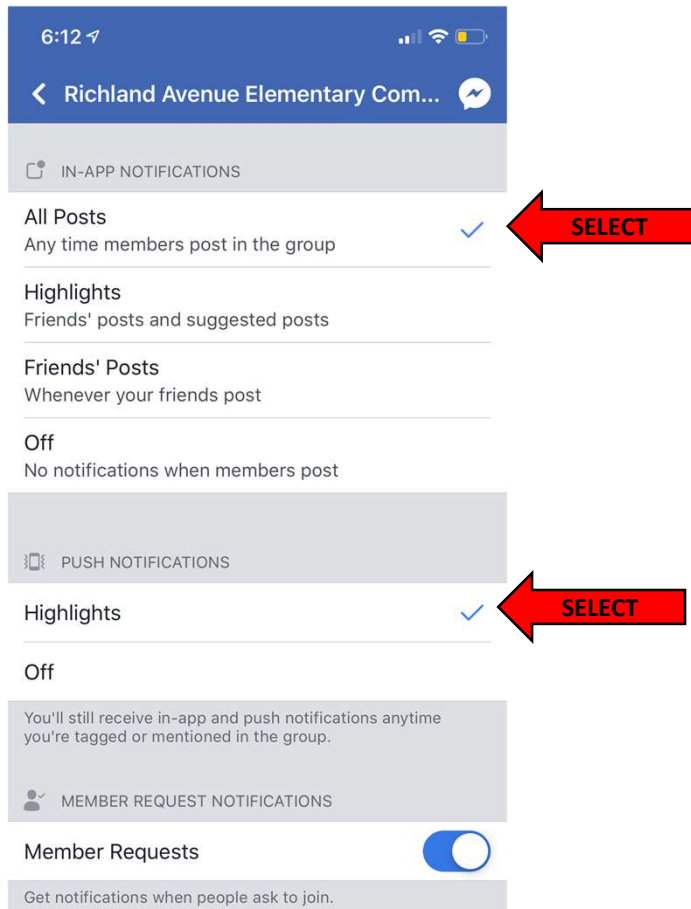 6:12
Richland Avenue Elementary Com...
IN-APP NOTIFICATIONS
All Posts
Any time members post in the group
SELECT
Highlights
Friends' posts and suggested posts
Friends' Posts
Whenever your friends post
Off
No notifications when members post
PUSH NOTIFICATIONS
Highlights
SELECT
Off
You'll still receive in-app and push notifications anytime
you're tagged or mentioned in the group.
MEMBER REQUEST NOTIFICATIONS
Member Requests
Get notifications when people ask to join.